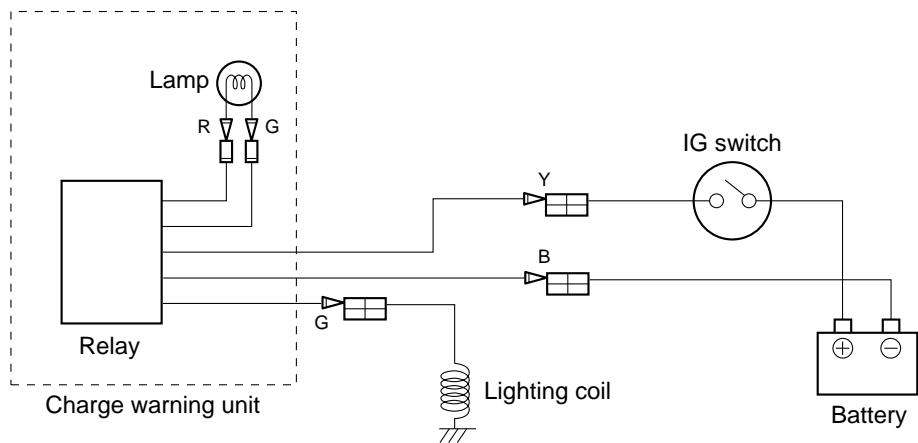 Lamp
R
G
IG switch
Y
B
G
Relay
Lighting coil
Charge warning unit
Battery